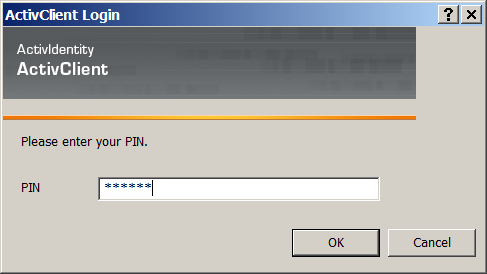 ActivClient Login
ActivIdentity
ActivClient
Please enter your PIN.
PIN ******
OK Cancel